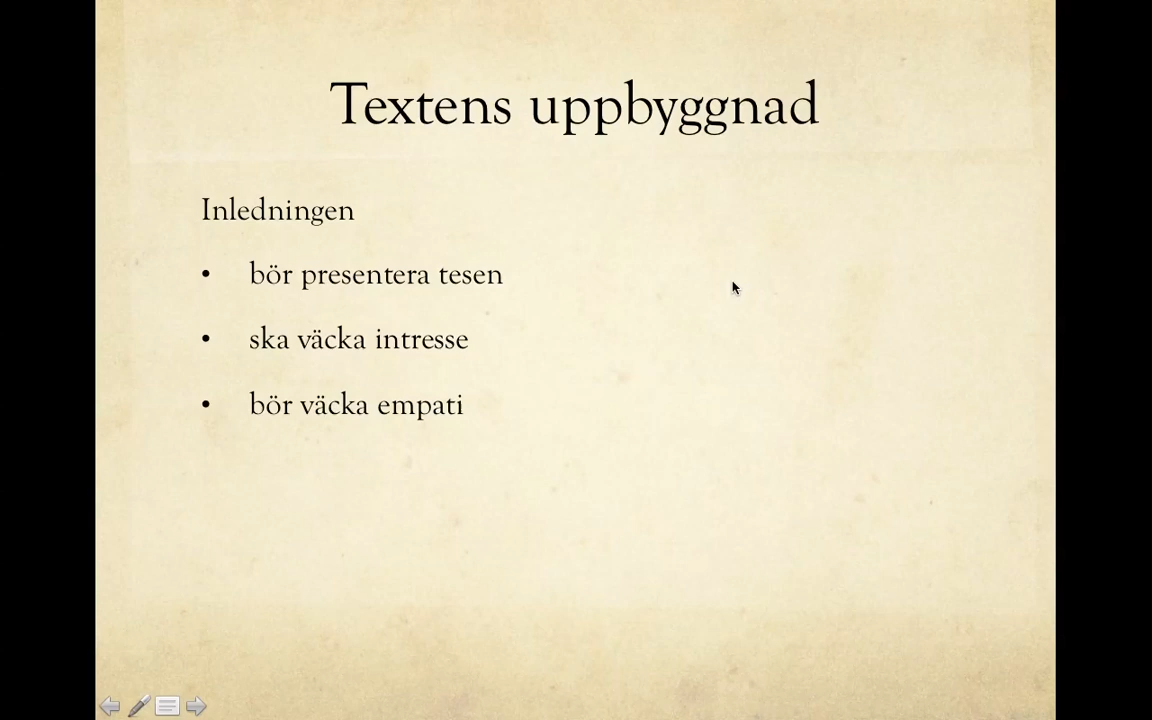 Textens uppbyggnad
Inledningen
• bör presentera tesen
• ska väcka intresse
• bör väcka empati